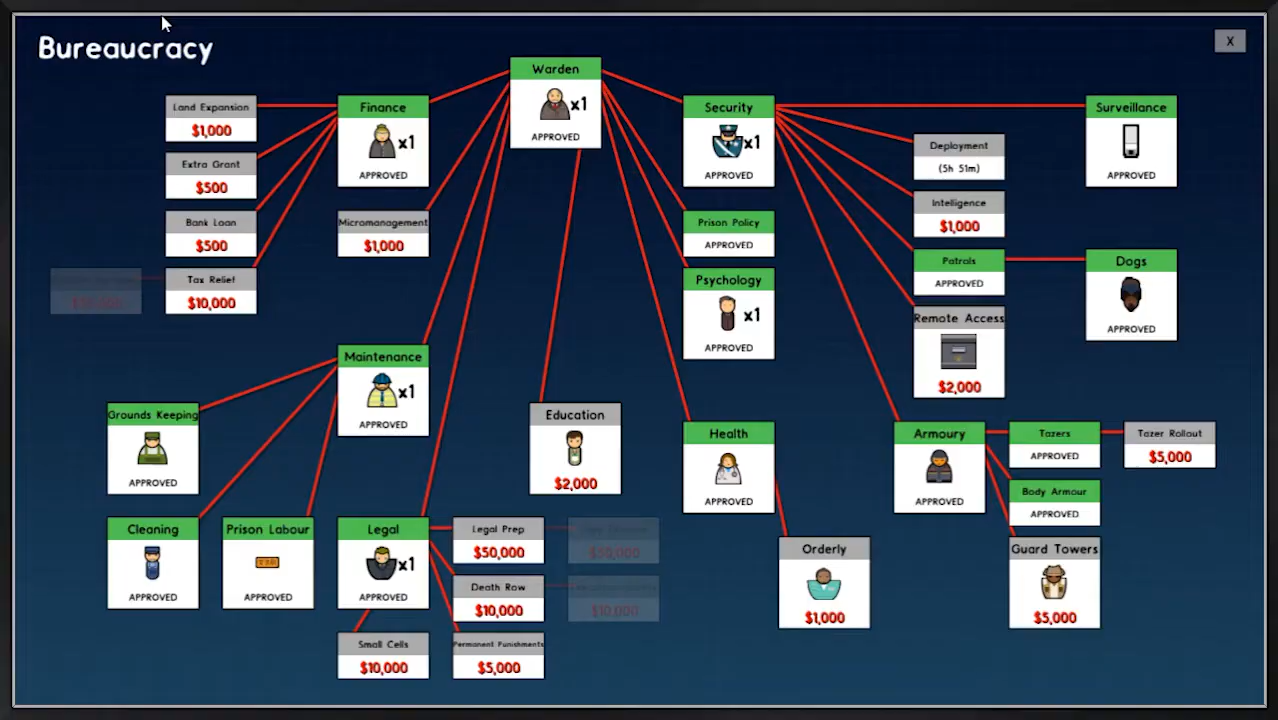 Bureaucracy
X
Warden
x1
APPROVED
Land Expansion
$1,000
Finance
x1
APPROVED
Security
x1
APPROVED
Surveillance
APPROVED
Deployment
(5h 51m)
Extra Grant
$500
Intelligence
$1,000
Bank Loan
$500
Micromanagement
$1,000
Prison Policy
APPROVED
Patrols
APPROVED
Dogs
APPROVED
Tax Relief
$10,000
Psychology
x1
APPROVED
Remote Access
$2,000
Maintenance
x1
APPROVED
Grounds Keeping
APPROVED
Education
$2,000
Health
APPROVED
Armoury
APPROVED
Tazers
APPROVED
Tazer Rollout
$5,000
Body Armour
APPROVED
Cleaning
APPROVED
Prison Labour
APPROVED
Legal
x1
APPROVED
Legal Prep
$50,000
$50,000
Orderly
$1,000
Guard Towers
$5,000
Death Row
$10,000
$10,000
Small Cells
$10,000
Permanent Punishments
$5,000